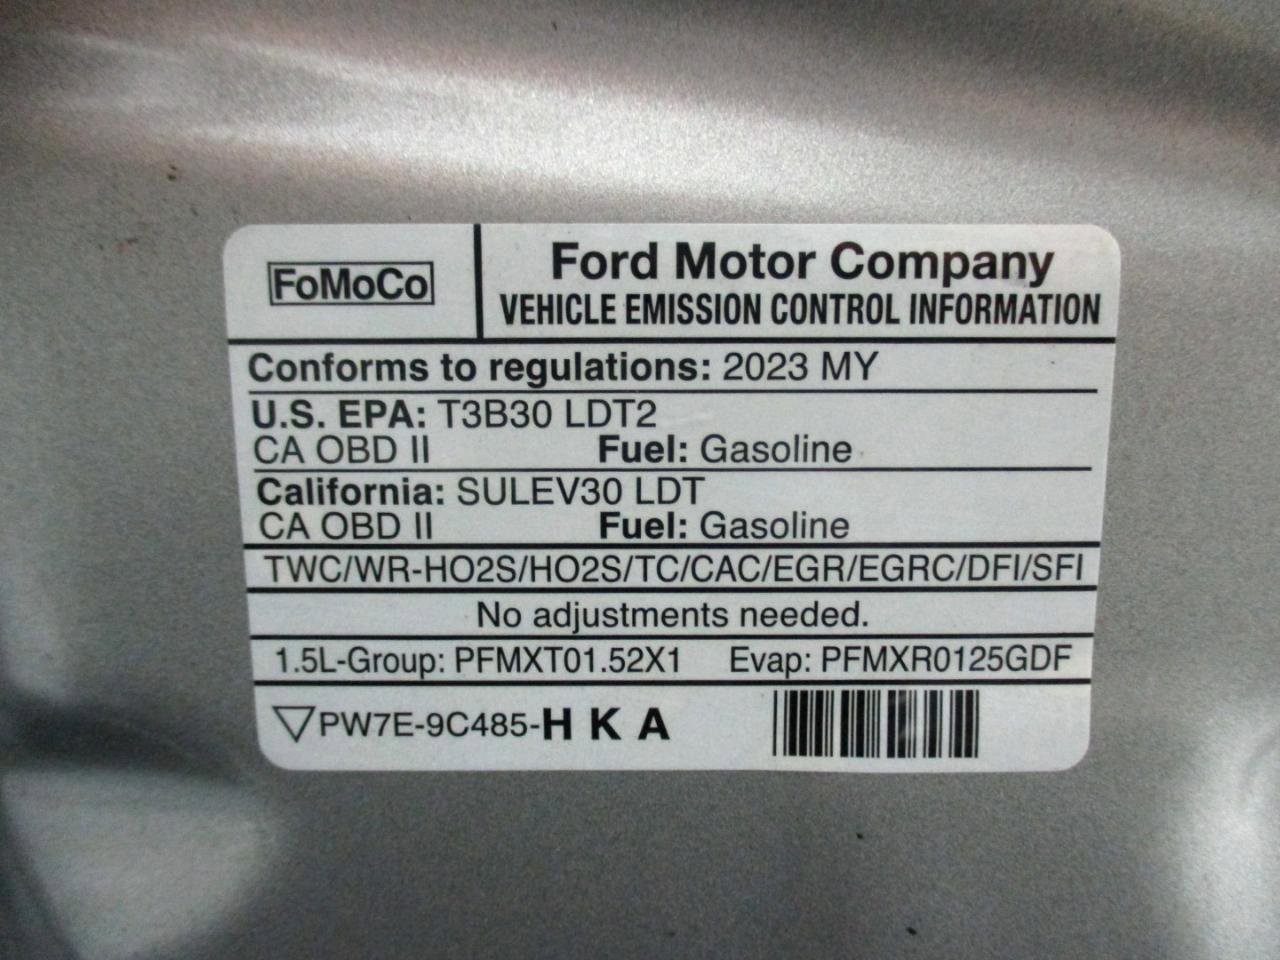 FoMoCo
Ford Motor Company
VEHICLE EMISSION CONTROL INFORMATION
Conforms to regulations: 2023 MY
U.S. EPA: T3B30 LDT2
CA OBD II Fuel: Gasoline
California: SULEV30 LDT
CA OBD II Fuel: Gasoline
TWC/WR-HO2S/HO2S/TC/CAC/EGR/EGRC/DFI/SFI
No adjustments needed.
1.5L-Group: PFMXT01.52X1 Evap: PFMXR0125GDF
PW7E-9C485-H K A